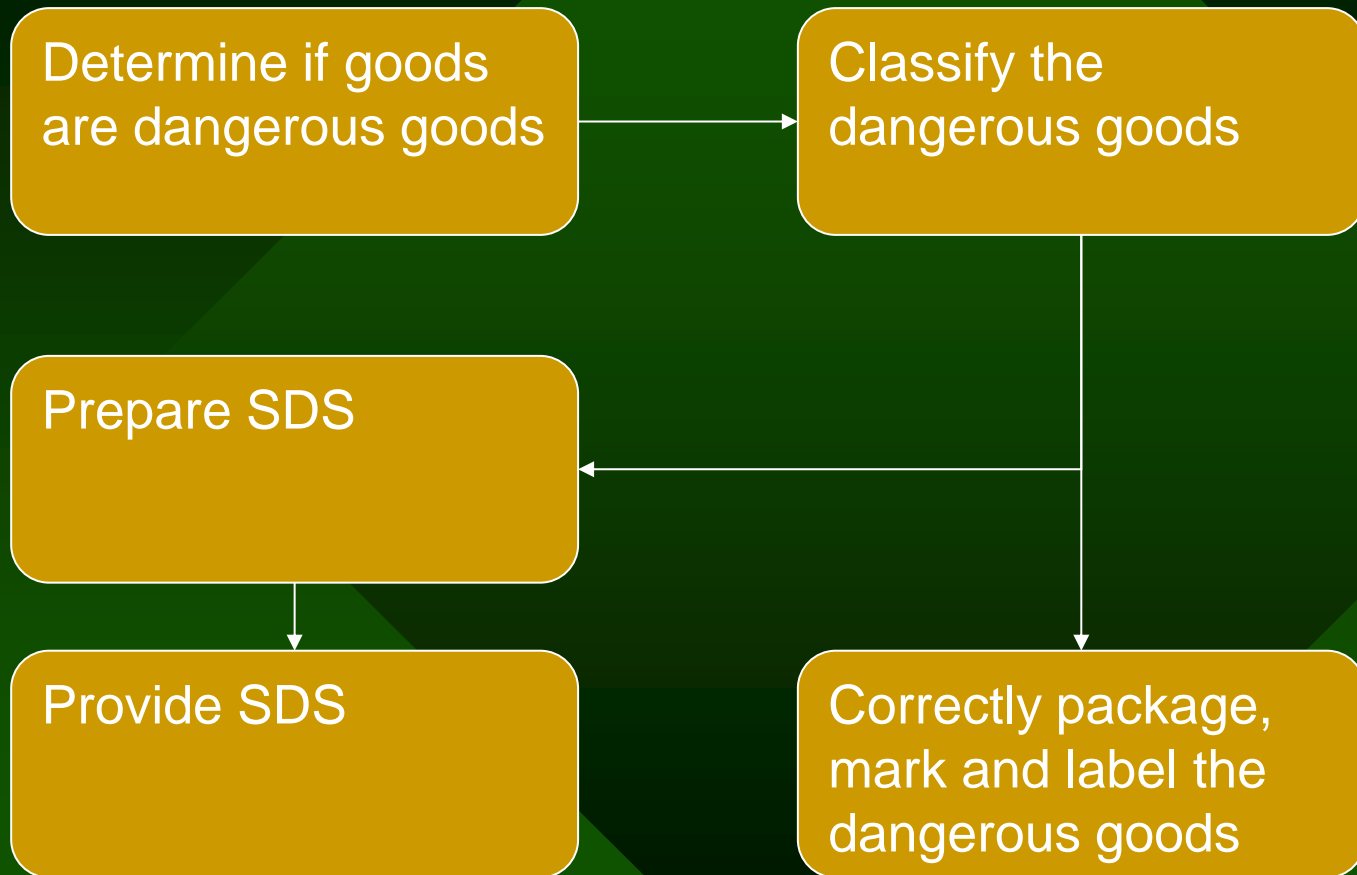 Determine if goods
are dangerous goods
Classify the
dangerous goods
Prepare SDS
Provide SDS
Correctly package,
mark and label the
dangerous goods